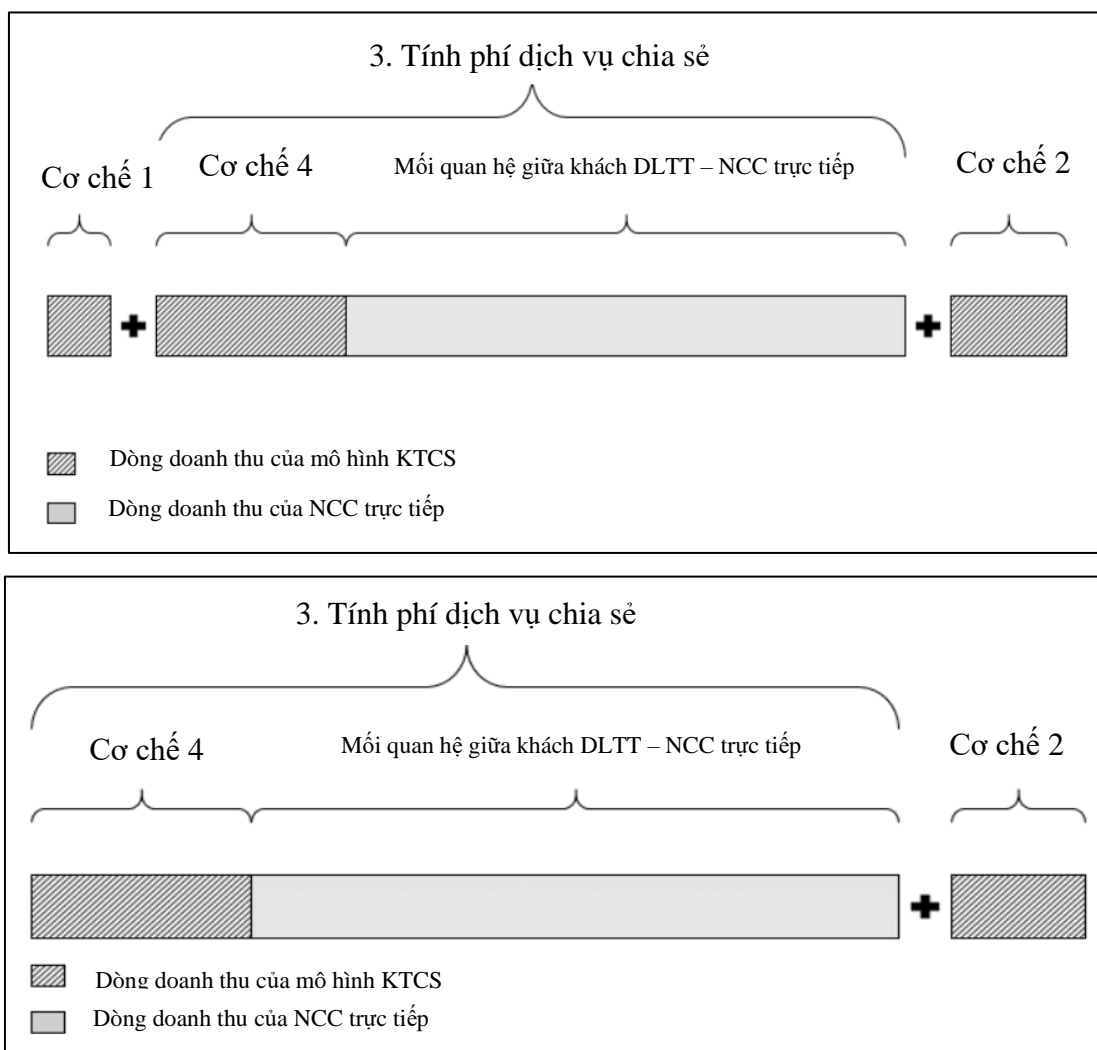 3. Tính phí dịch vụ chia sẻ
Cơ chế 1
Cơ chế 4
Mối quan hệ giữa khách DLTT – NCC trực tiếp
Cơ chế 2
Dòng doanh thu của mô hình KTCS
Dòng doanh thu của NCC trực tiếp
3. Tính phí dịch vụ chia sẻ
Cơ chế 4
Mối quan hệ giữa khách DLTT – NCC trực tiếp
Cơ chế 2
Dòng doanh thu của mô hình KTCS
Dòng doanh thu của NCC trực tiếp